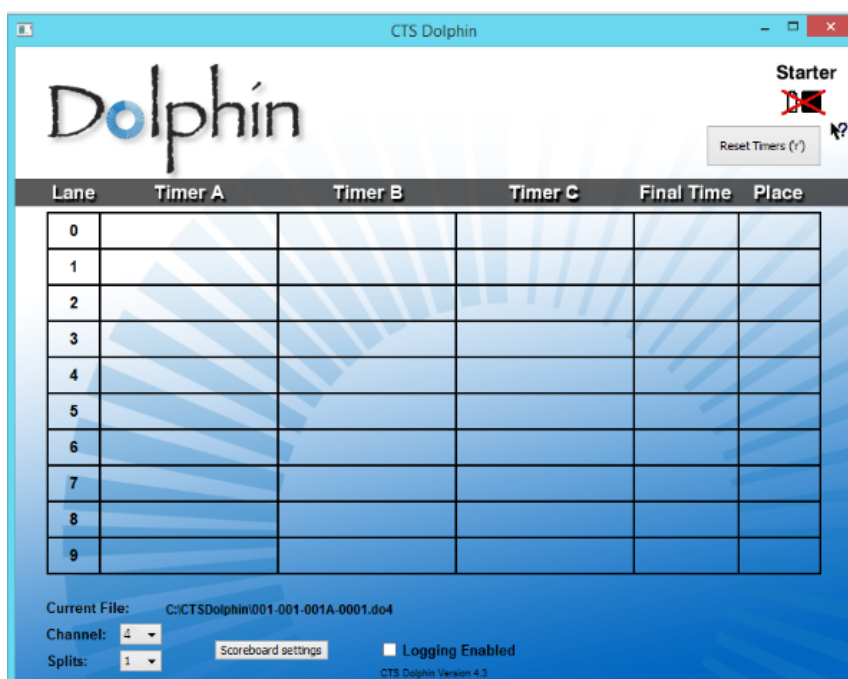 CTS Dolphin
Dolphin
Starter
Reset Timers ('r')
Lane Timer A Timer B Timer C Final Time Place
0
1
2
3
4
5
6
7
8
9
Current File: C:\CTSDolphin\001-001-001A-0001.do4
Channel: 4
Splits: 1 Scoreboard settings Logging Enabled
CTS Dolphin Version 4.3